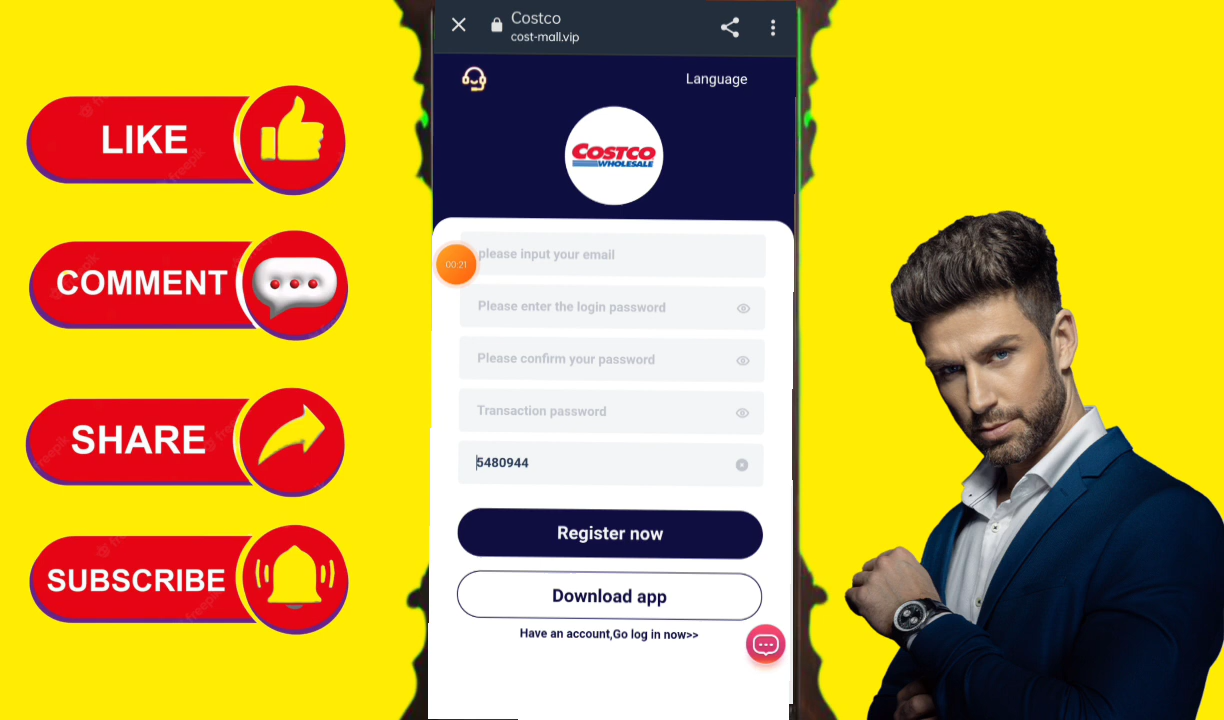 LIKE
COMMENT
SHARE
SUBSCRIBE
Costco
cost-mall.vip
Language
COSTCO
WHOLESALE
please input your email
00:21
Please enter the login password
Please confirm your password
Transaction password
5480944
Register now
Download app
Have an account,Go log in now>>